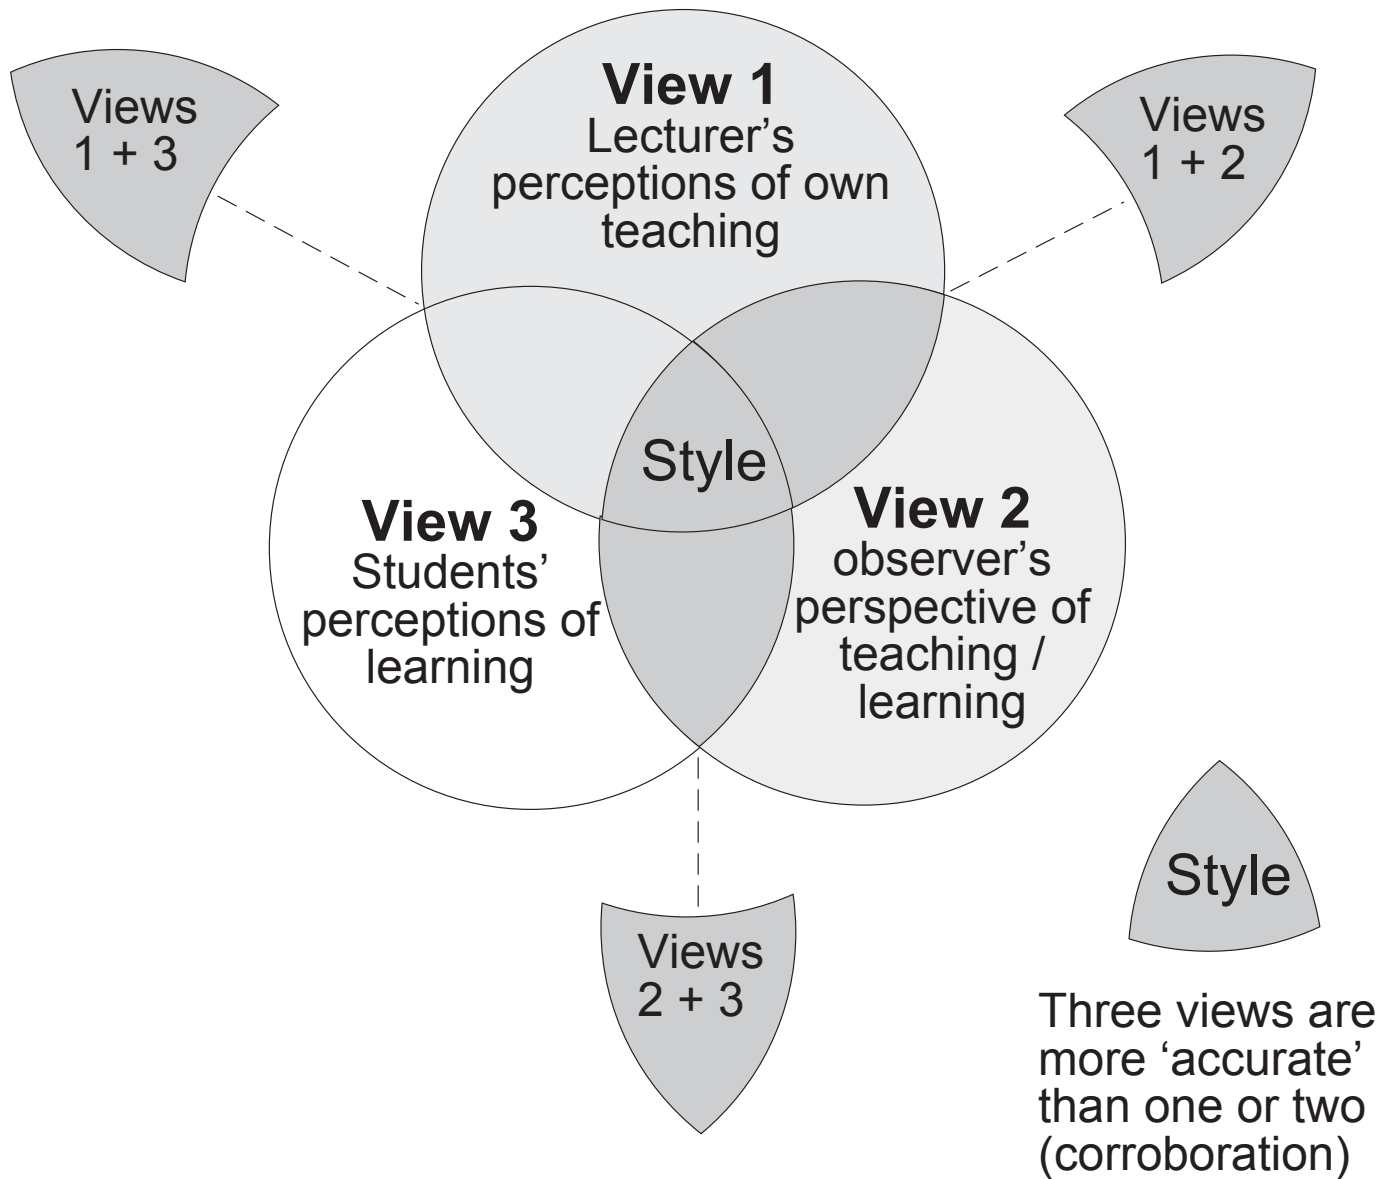 View 1
Lecturer’s
perceptions of own
teaching
Views
1 + 3
Views
1 + 2
Style
View 3
Students’
perceptions of
learning
View 2
observer’s
perspective of
teaching /
learning
Views
2 + 3
Style
Three views are
more ‘accurate’
than one or two
(corroboration)